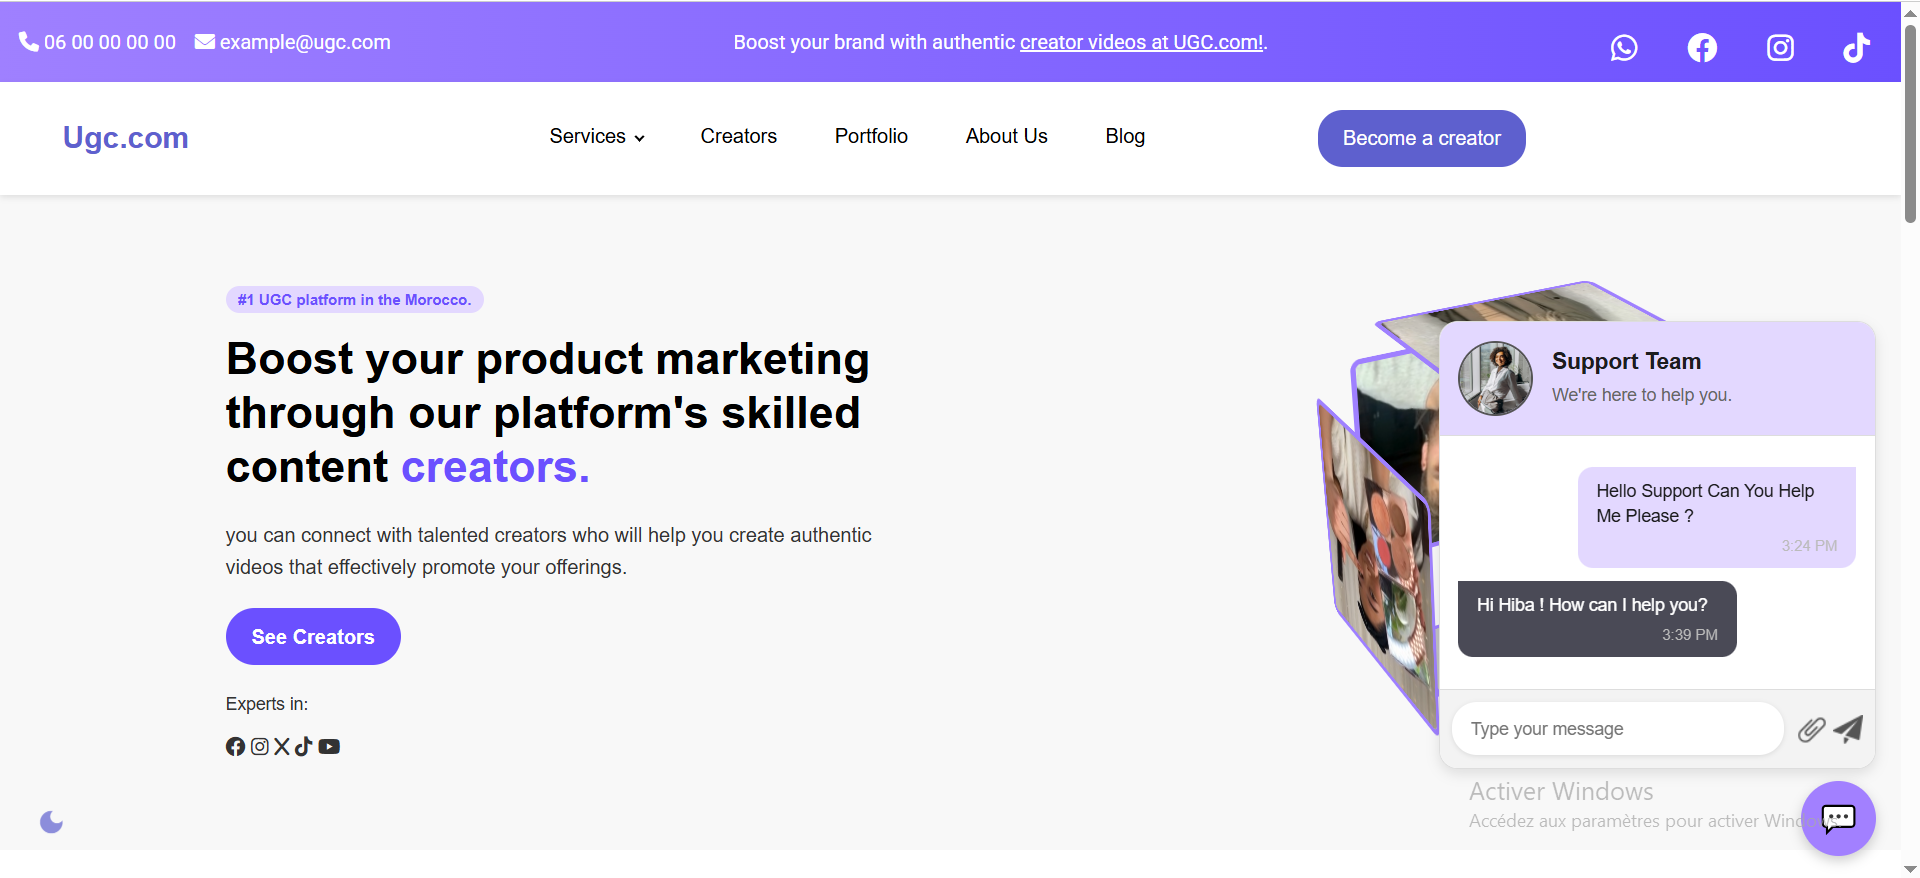 06 00 00 00 00 example@ugc.com Boost your brand with authentic creator videos at UGC.com!.
Ugc.com Services Creators Portfolio About Us Blog Become a creator
#1 UGC platform in the Morocco.
Boost your product marketing
through our platform's skilled
content creators.
you can connect with talented creators who will help you create authentic
videos that effectively promote your offerings.
See Creators
Experts in:
Support Team
We're here to help you.
Hello Support Can You Help
Me Please ?
3:24 PM
Hi Hiba ! How can I help you?
3:39 PM
Type your message
Activer Windows
Accédez aux paramètres pour activer Windows.